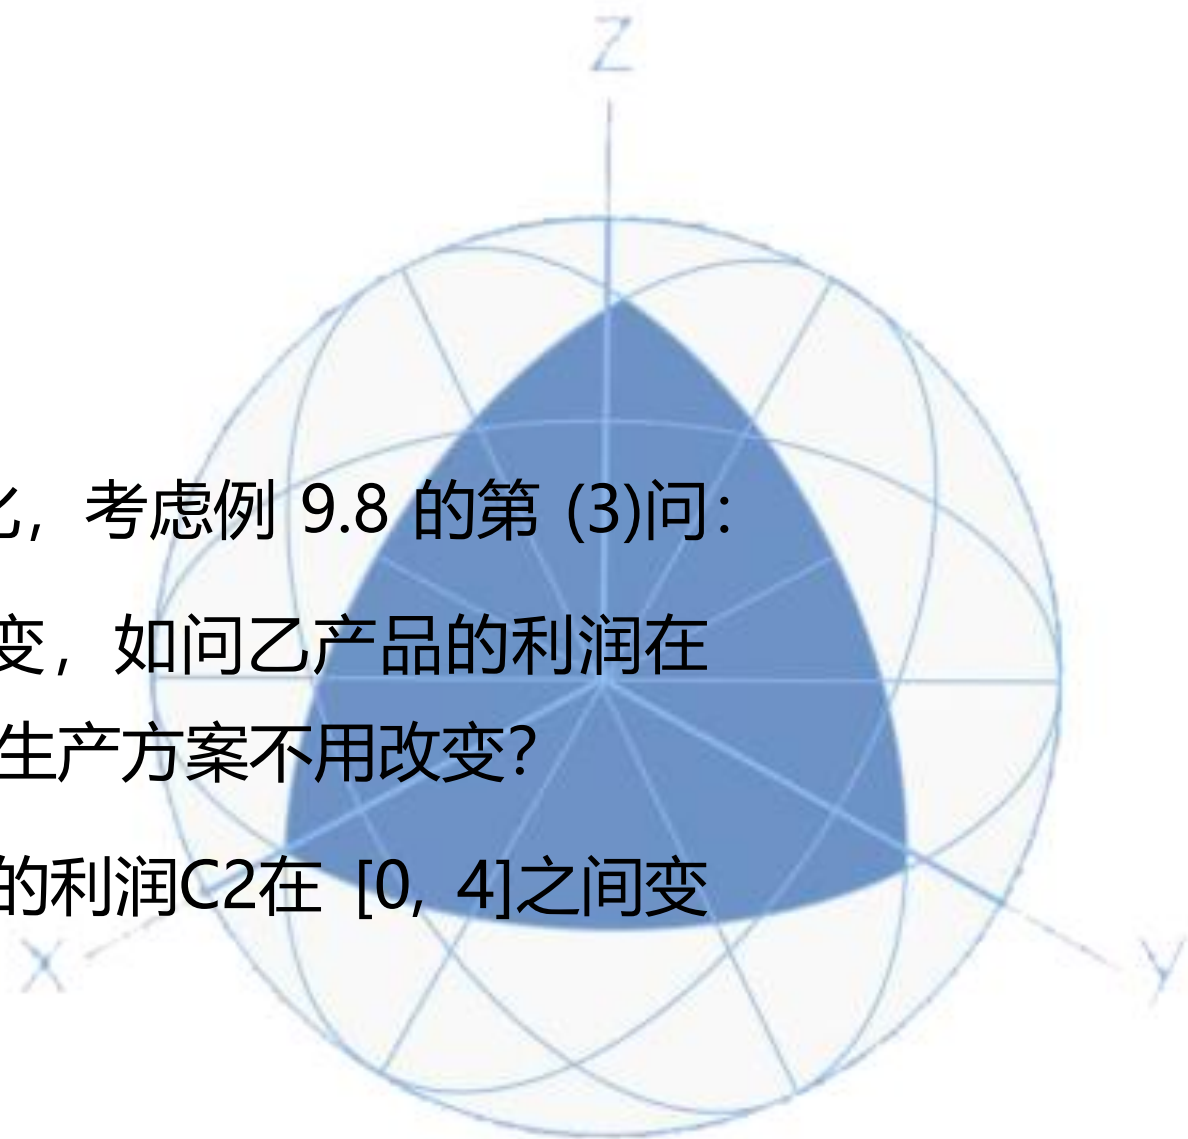 Z
化，考虑例 9.8 的第 (3)问：
变，如问乙产品的利润在
生产方案不用改变？
的利润C2在 [0，4]之间变
X
Y